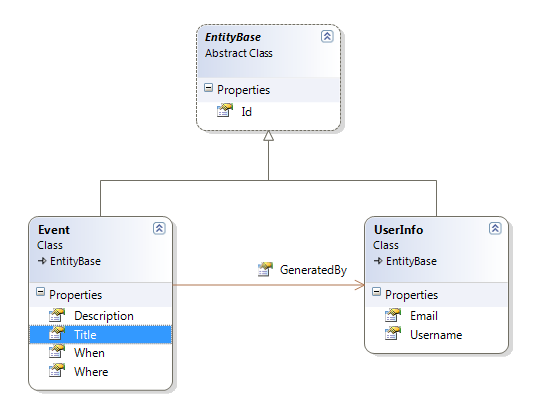 EntityBase
Abstract Class
Properties
Id
Event
Class
EntityBase
Properties
Description
Title
When
Where
GeneratedBy
UserInfo
Class
EntityBase
Properties
Email
Username